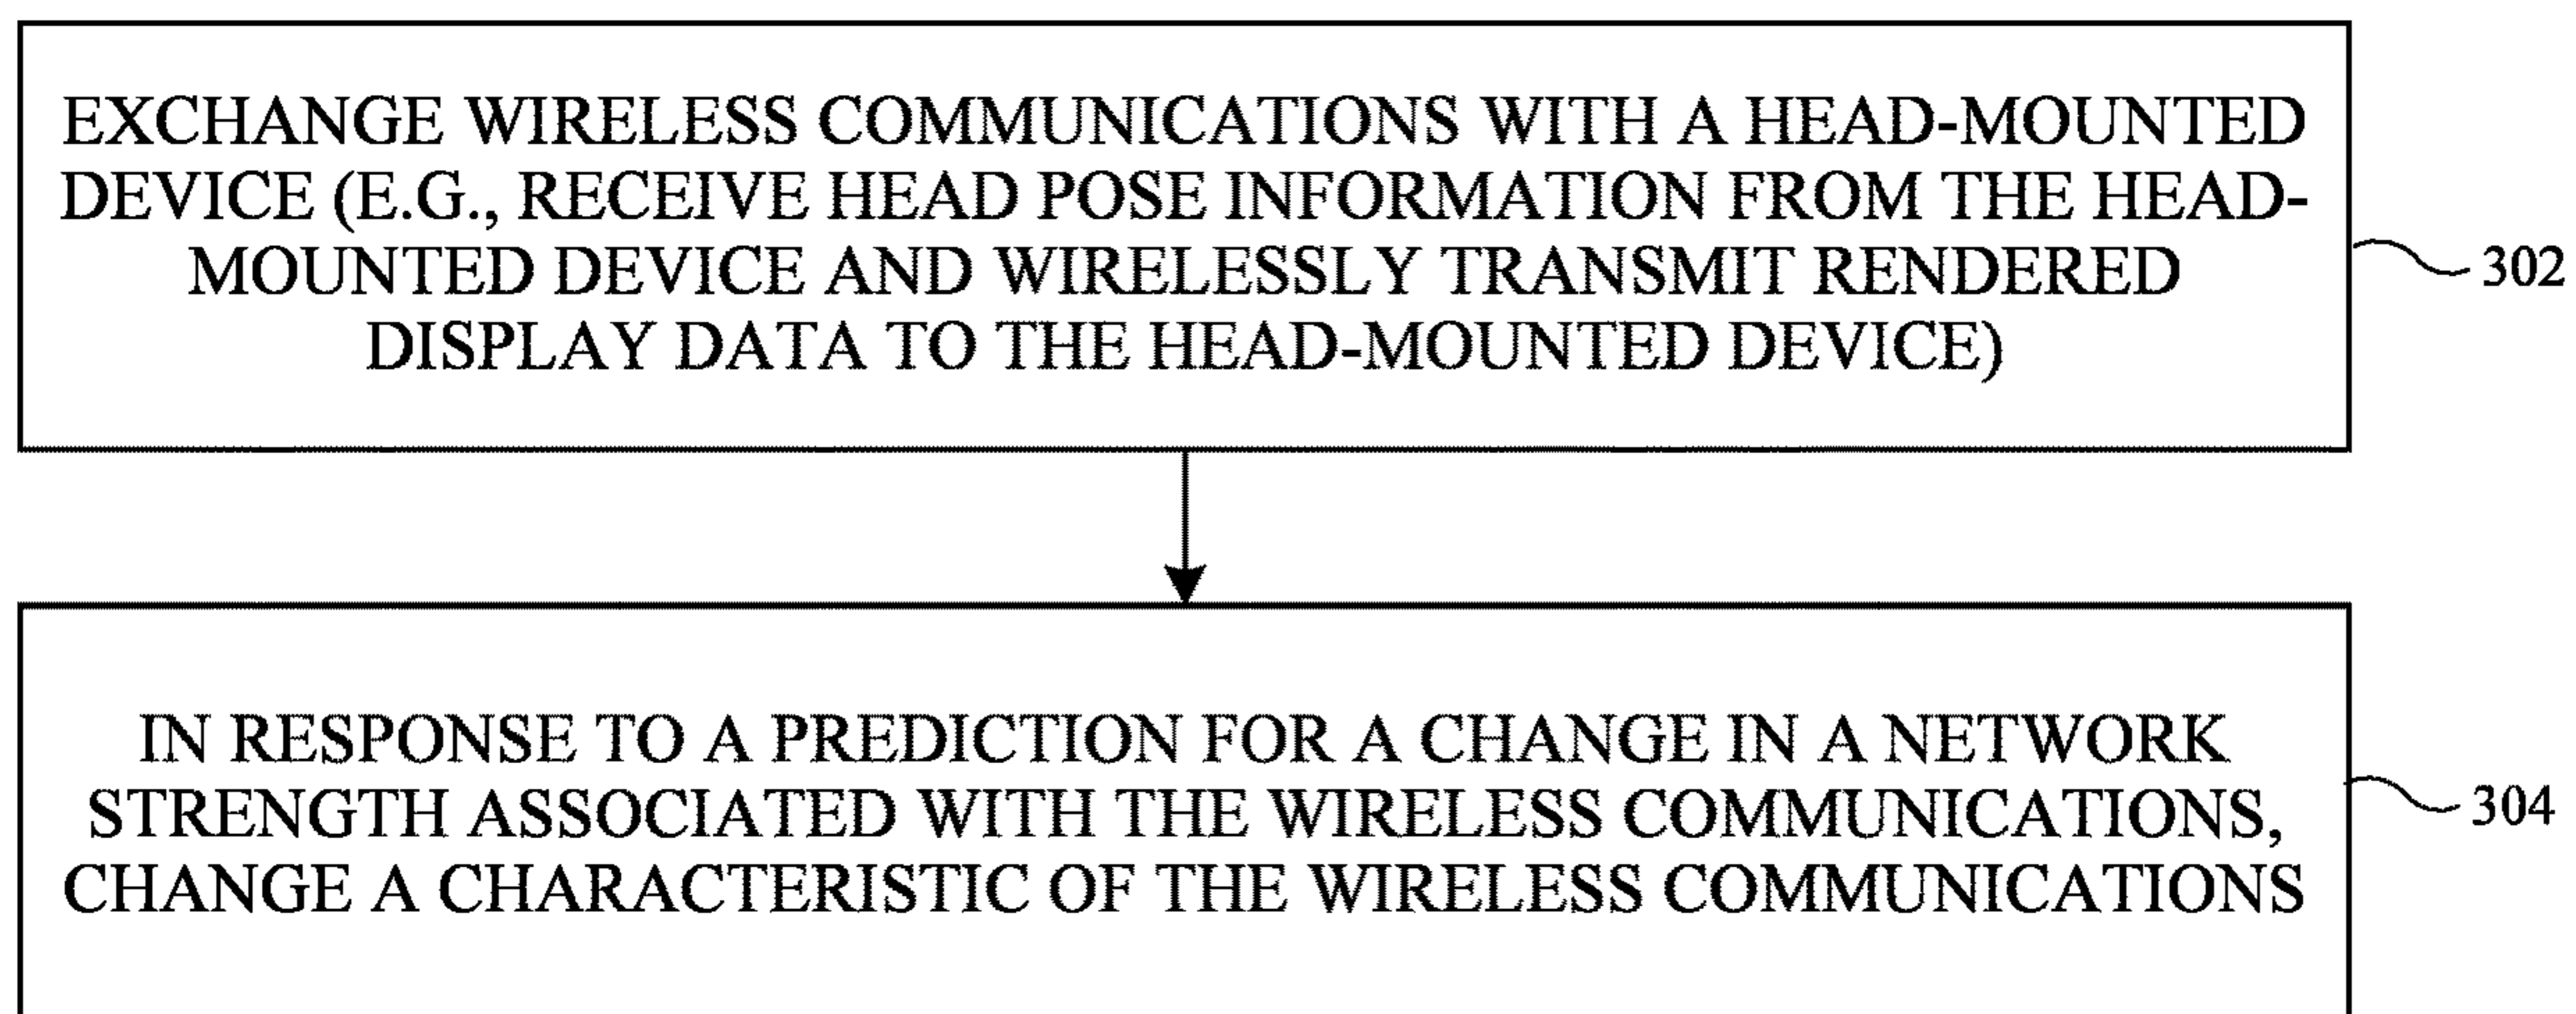 EXCHANGE WIRELESS COMMUNICATIONS WITH A HEAD-MOUNTED
DEVICE (E.G., RECEIVE HEAD POSE INFORMATION FROM THE HEAD-
MOUNTED DEVICE AND WIRELESSLY TRANSMIT RENDERED
DISPLAY DATA TO THE HEAD-MOUNTED DEVICE)
302
IN RESPONSE TO A PREDICTION FOR A CHANGE IN A NETWORK
STRENGTH ASSOCIATED WITH THE WIRELESS COMMUNICATIONS,
CHANGE A CHARACTERISTIC OF THE WIRELESS COMMUNICATIONS
304